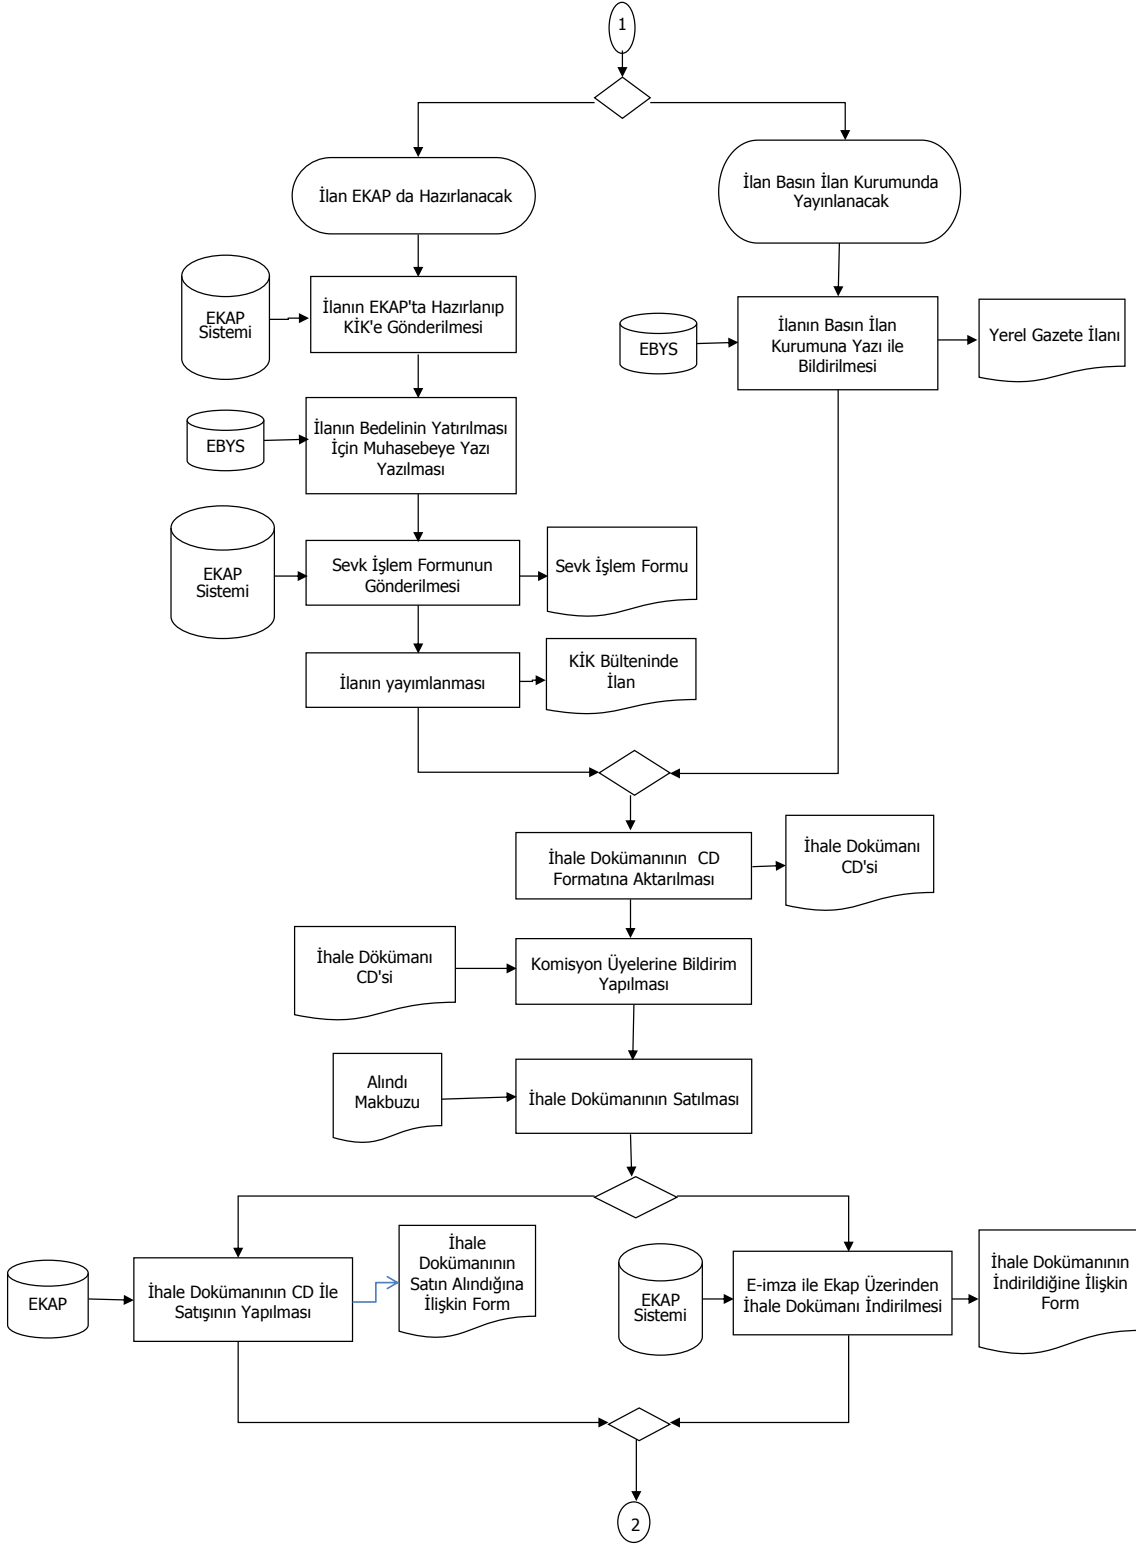 1
İlan EKAP da Hazırlanacak
İlan Basın İlan Kurumunda
Yayınlanacak
EKAP
Sistemi
İlanın EKAP'ta Hazırlanıp
KİK'e Gönderilmesi
EBYS
İlanın Basın İlan
Kurumuna Yazı ile
Bildirilmesi
Yerel Gazete İlanı
EBYS
İlanın Bedelinin Yatırılması
İçin Muhasebeye Yazı
Yazılması
EKAP
Sistemi
Sevk İşlem Formunun
Gönderilmesi
Sevk İşlem Formu
İlanın yayımlanması
KİK Bülteninde
İlan
İhale Dokümanının  CD
Formatına Aktarılması
İhale Dokümanı
CD'si
İhale Dökümanı
CD'si
Komisyon Üyelerine Bildirim
Yapılması
Alındı
Makbuzu
İhale Dokümanının Satılması
EKAP
İhale Dokümanının CD İle
Satışının Yapılması
İhale
Dokümanının
Satın Alındığına
İlişkin Form
EKAP
Sistemi
E-imza ile Ekap Üzerinden
İhale Dokümanı İndirilmesi
İhale Dokümanının
İndirildiğine İlişkin
Form
2